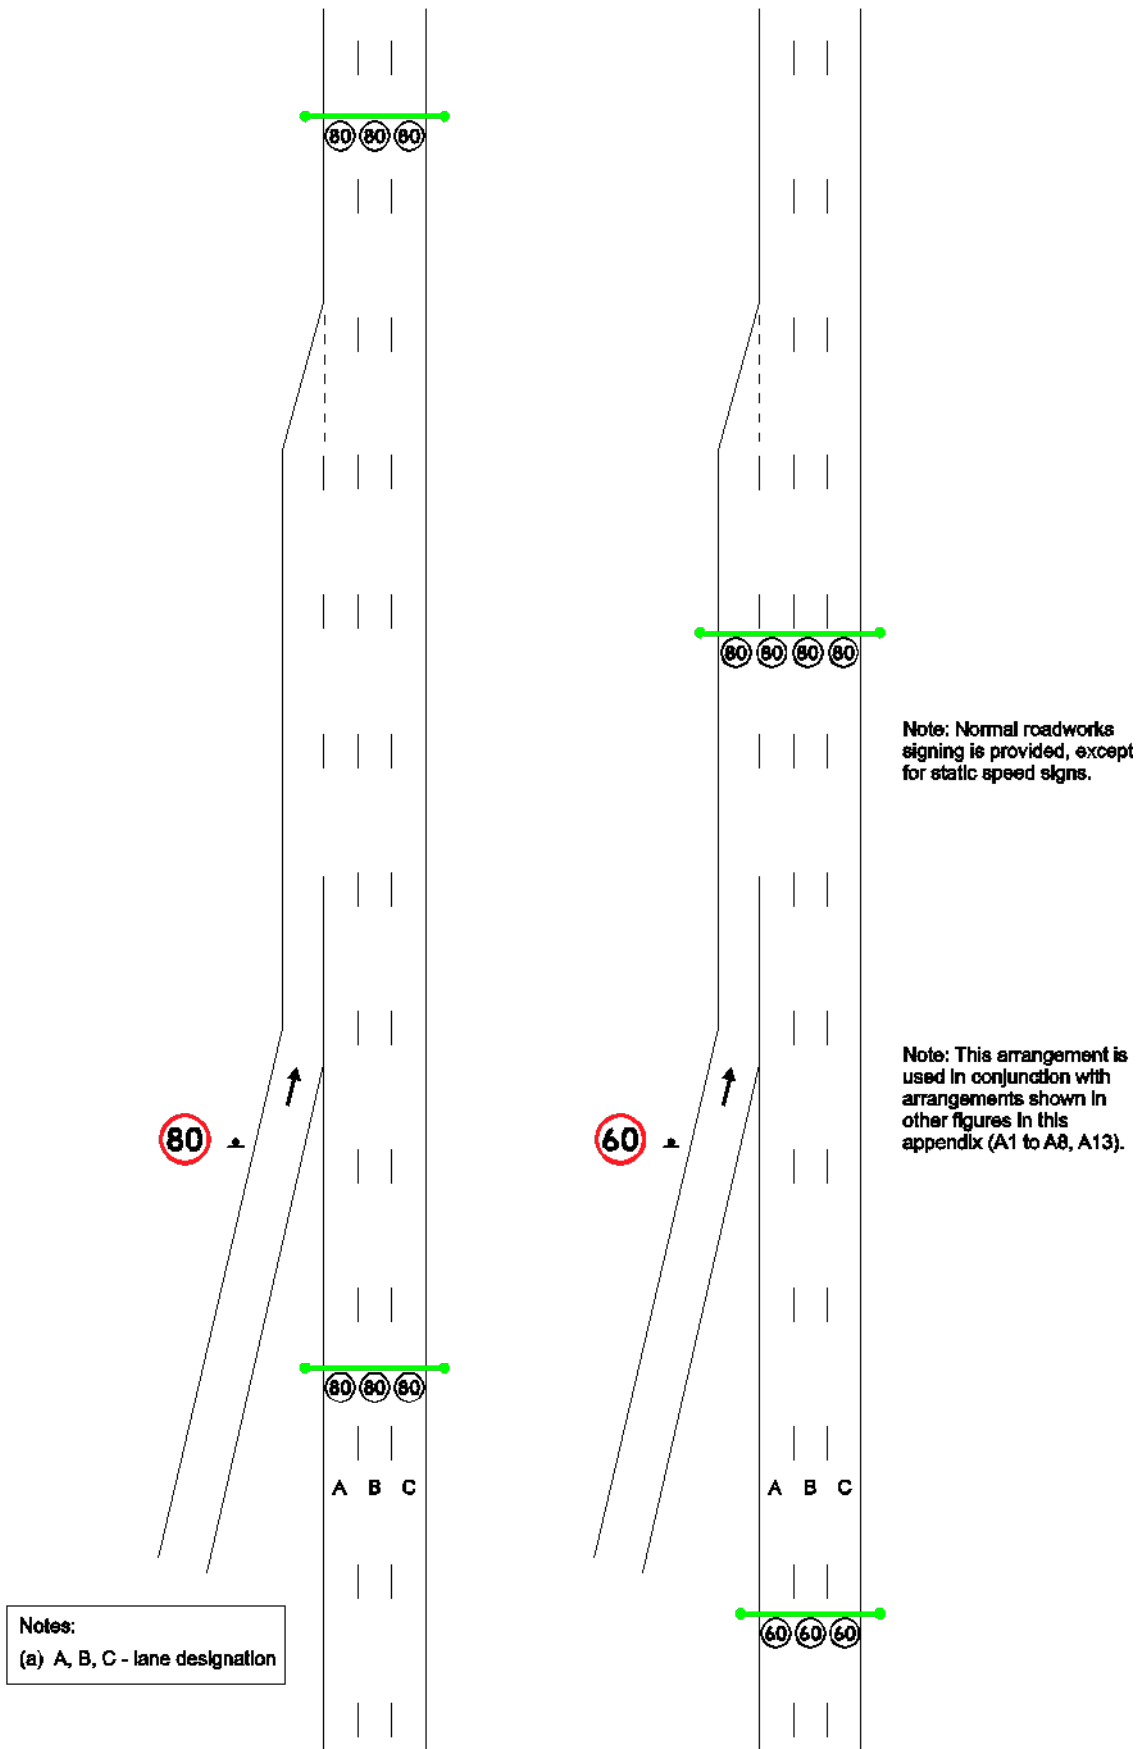 80 80 80
80 80 80 80
Note: Normal roadworks
signing is provided, except
for static speed signs.
Note: This arrangement is
used in conjunction with
arrangements shown in
other figures in this
appendix (A1 to A8, A13).
80
60
80 80 80
A B C
A B C
Notes:
(a) A, B, C - lane designation
60 60 60